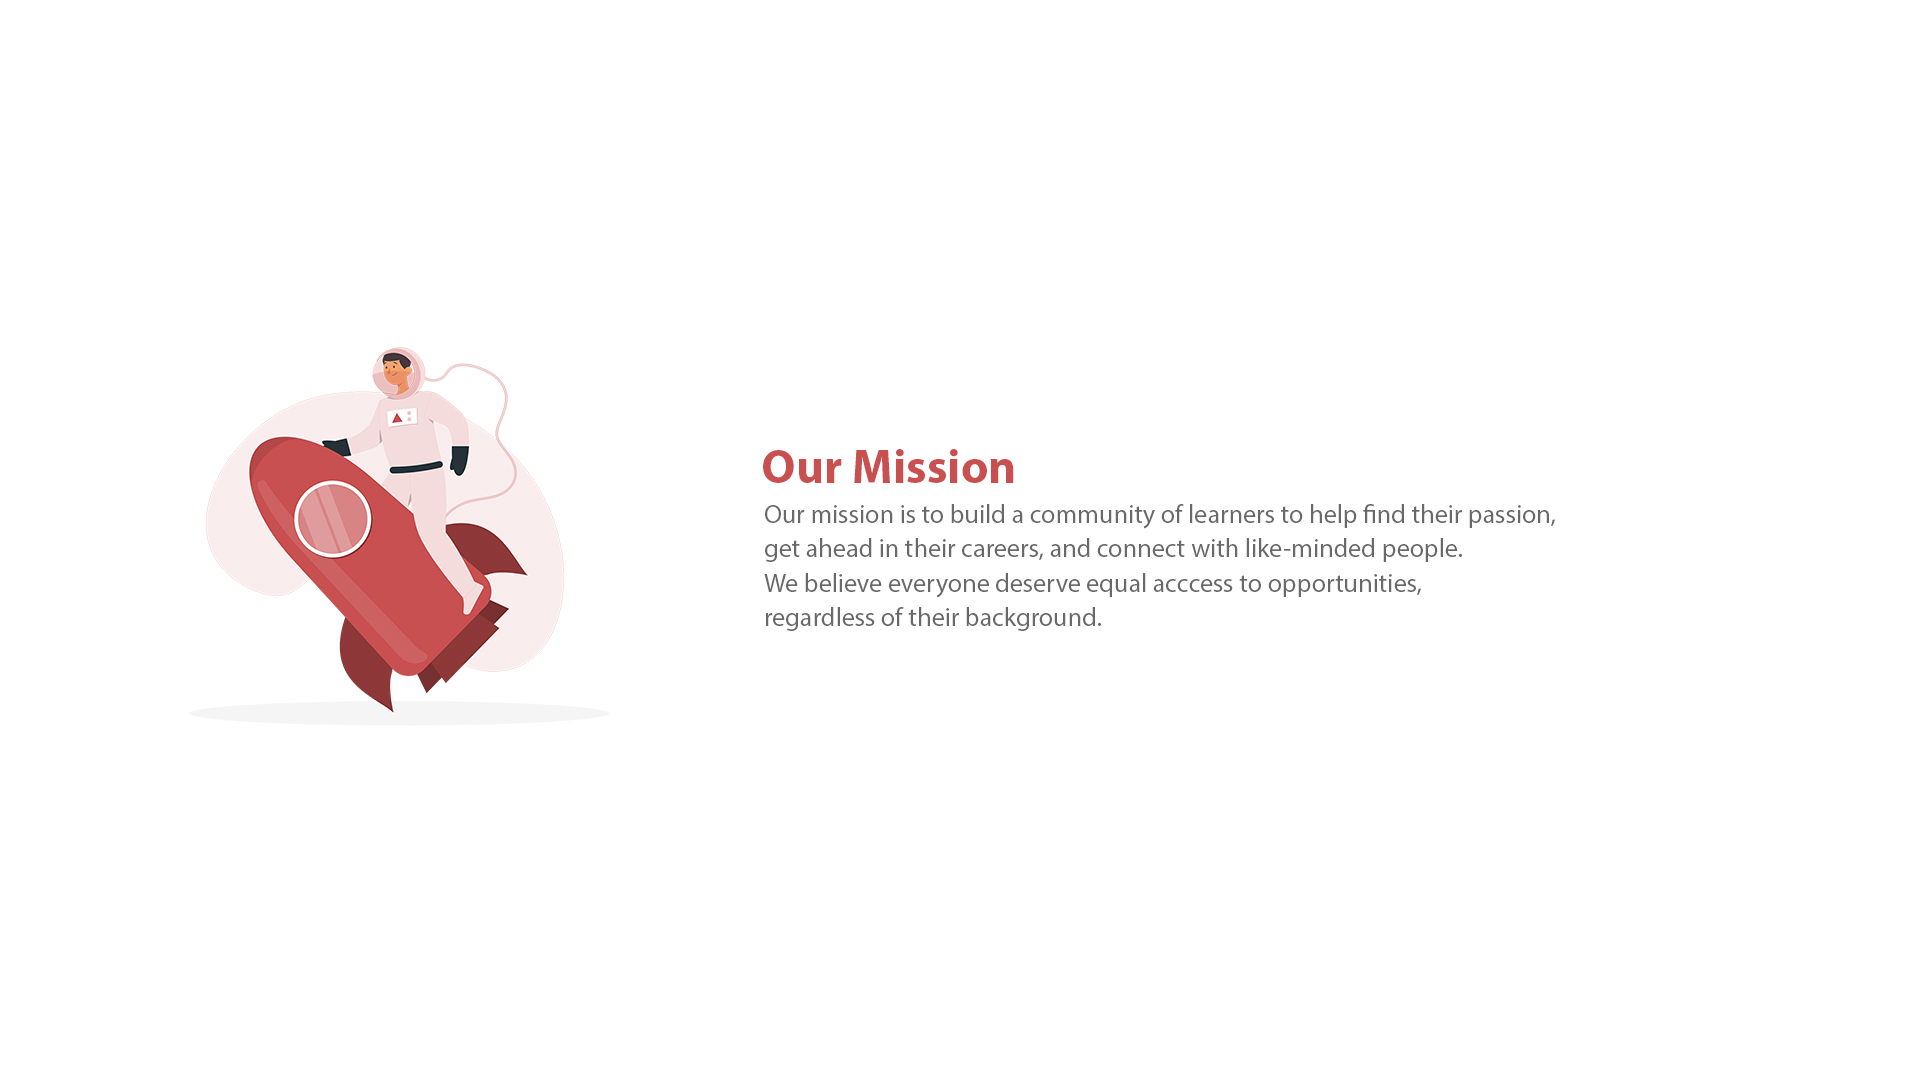 Our Mission
Our mission is to build a community of learners to help find their passion,
get ahead in their careers, and connect with like-minded people.
We believe everyone deserve equal acccess to opportunities,
regardless of their background.